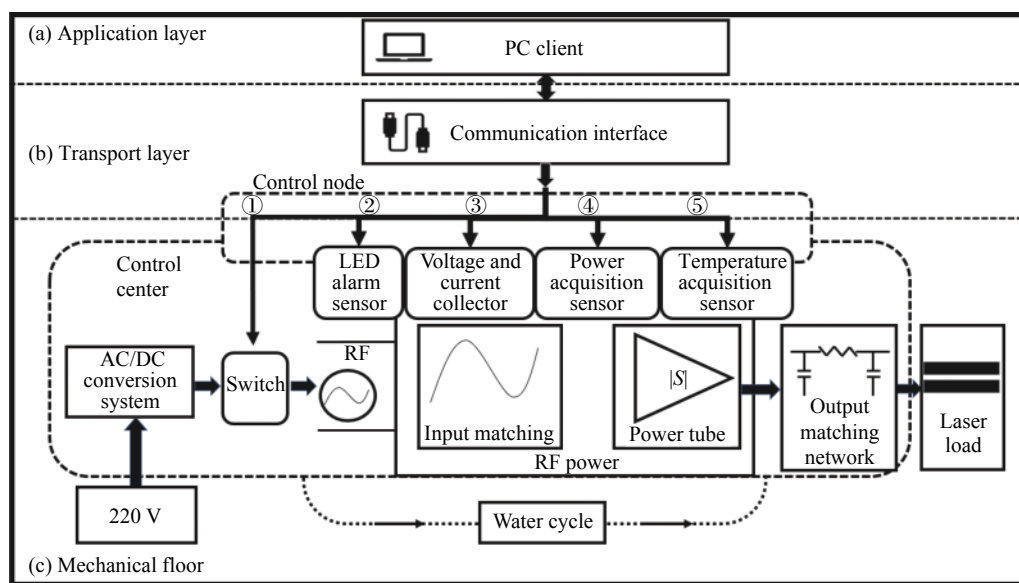 (a) Application layer
PC client
Communication interface
(b) Transport layer
Control node
① ② ③ ④ ⑤
Control
center
LED
alarm
sensor
Voltage and
current
collector
Power
acquisition
sensor
Temperature
acquisition
sensor
AC/DC
conversion
system
Switch
RF
Input matching
|S|
Power tube
RF power
Output
matching
network
Laser
load
220 V
Water cycle
(c) Mechanical floor